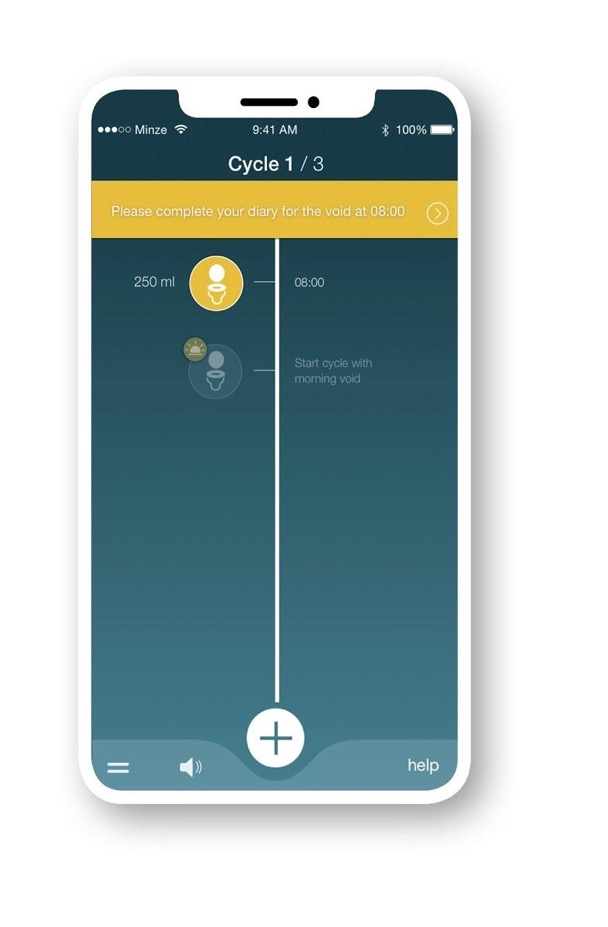 Minze 9:41 AM 100%
Cycle 1 / 3
Please complete your diary for the void at 08:00
250 ml 08:00
Start cycle with
morning void
help